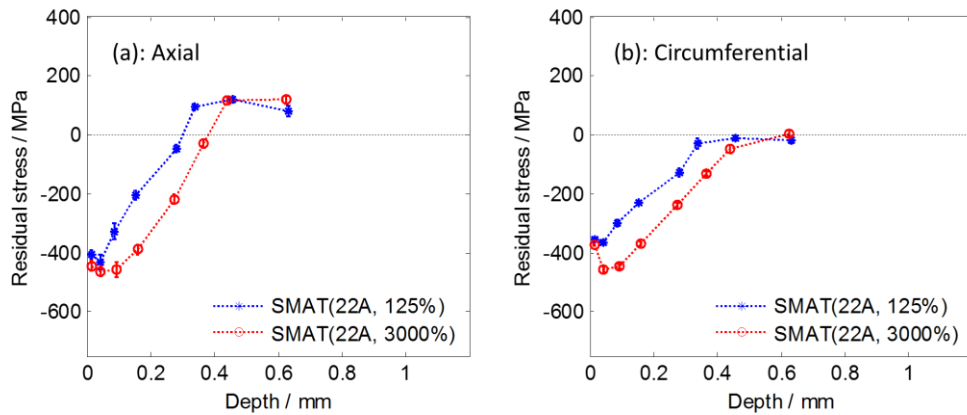 (a): Axial
400
200
0
-200
-400
-600
Residual stress / MPa
0 0.2 0.4 0.6 0.8 1
Depth / mm
SMAT(22A, 125%)
SMAT(22A, 3000%)
(b): Circumferential
400
200
0
-200
-400
-600
Residual stress / MPa
0 0.2 0.4 0.6 0.8 1
Depth / mm
SMAT(22A, 125%)
SMAT(22A, 3000%)